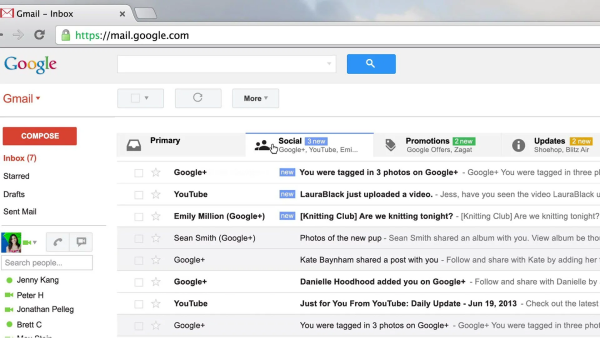 Gmail - Inbox
https://mail.google.com
Google
Gmail
More
COMPOSE
Inbox (7)
Starred
Drafts
Sent Mail
Search people...
Jenny Kang
Peter H
Jonathan Pelleg
Brett C
Primary
Social 3 new
Google+, YouTube, Emi...
Promotions 2 new
Google Offers, Zagat
Updates 2 new
Shoehop, Blitz Air
Google+ new You were tagged in 3 photos on Google+ - Google+ You were tagged in three ph
YouTube new LauraBlack just uploaded a video. - Jess, have you seen the video LauraBlack u
Emily Million (Google+) new [Knitting Club] Are we knitting tonight? - [Knitting Club] Are we knitting tonight?
Sean Smith (Google+) Photos of the new pup - Sean Smith shared an album with you. View album be thou
Google+ Kate Baynham shared a post with you - Follow and share with Kate by adding her
Google+ Danielle Hoodhood added you on Google+ - Follow and share with Danielle by
YouTube Just for You From YouTube: Daily Update - Jun 19, 2013 - Check out the latest
Google+ You were tagged in 3 photos on Google+ - Google+ You were tagged in three phot